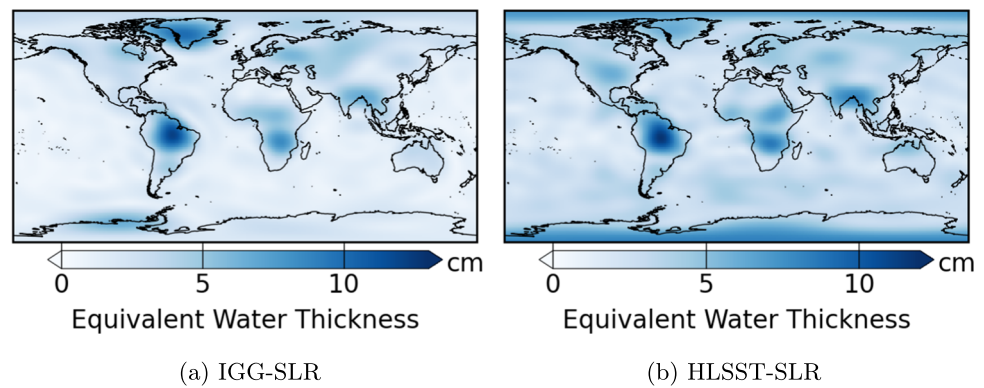 0 5 10 cm
Equivalent Water Thickness
(a) IGG-SLR
0 5 10 cm
Equivalent Water Thickness
(b) HLSST-SLR